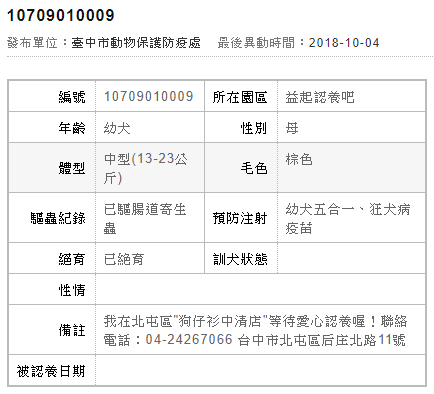 10709010009
發布單位：臺中市動物保護防疫處 最後異動時間：2018-10-04
編號 10709010009 所在園區 益起認養吧
年齡 幼犬 性別 母
體型 中型(13-23公
斤) 毛色 棕色
驅蟲紀錄 已驅腸道寄生
蟲 預防注射 幼犬五合一、狂犬病
疫苗
絕育 已絕育 訓犬狀態
性情
備註 我在北屯區"狗仔衫中清店"等待愛心認養喔！聯絡
電話：04-24267066 台中市北屯區后庄北路11號
被認養日期